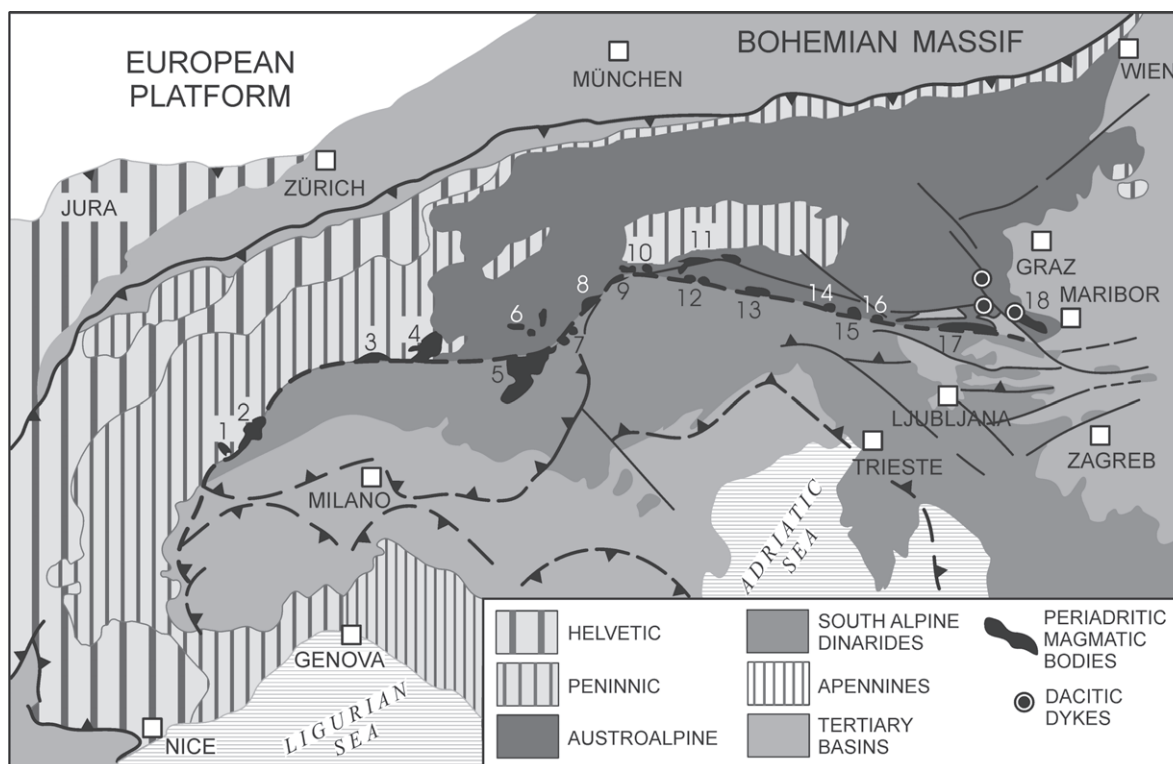 EUROPEAN
PLATFORM
BOHEMIAN MASSIF
MÜNCHEN
WIEN
ZÜRICH
JURA
11
10
GRAZ
8
9
12
13
14
16
15
18
MARIBOR
17
6
7
4
3
5
2
1
LJUBLJANA
ZAGREB
TRIESTE
MILANO
ADRIATIC
SEA
GENOVA
LIGURIAN
SEA
NICE
HELVETIC
PENINNIC
AUSTROALPINE
SOUTH ALPINE
DINARIDES
APENNINES
TERTIARY
BASINS
PERIADRITIC
MAGMATIC
BODIES
DACITIC
DYKES